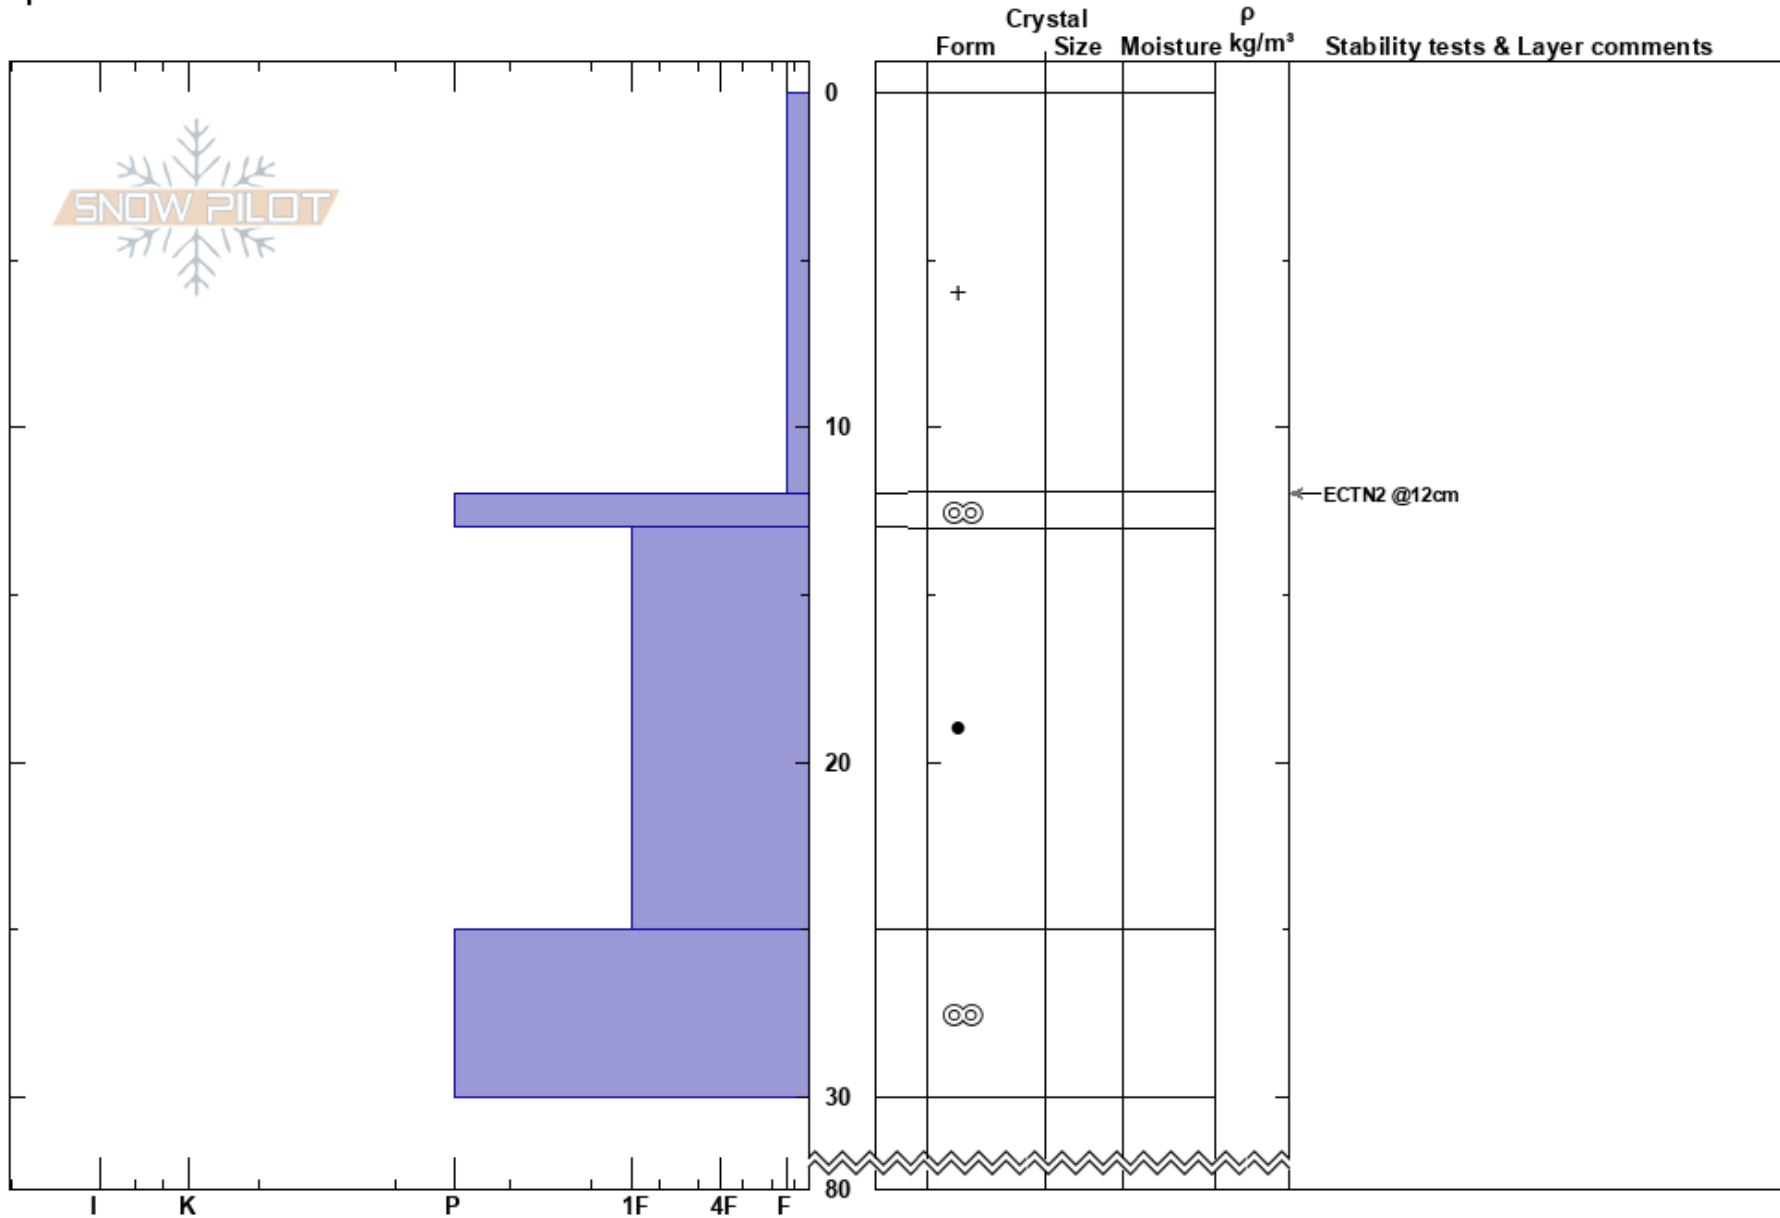 Crystal
ρ
Form Size Moisture kg/m³ Stability tests & Layer comments
0
SNOW PILOT
10
ECTN2 @12cm
20
30
80
I K P 1F 4F F